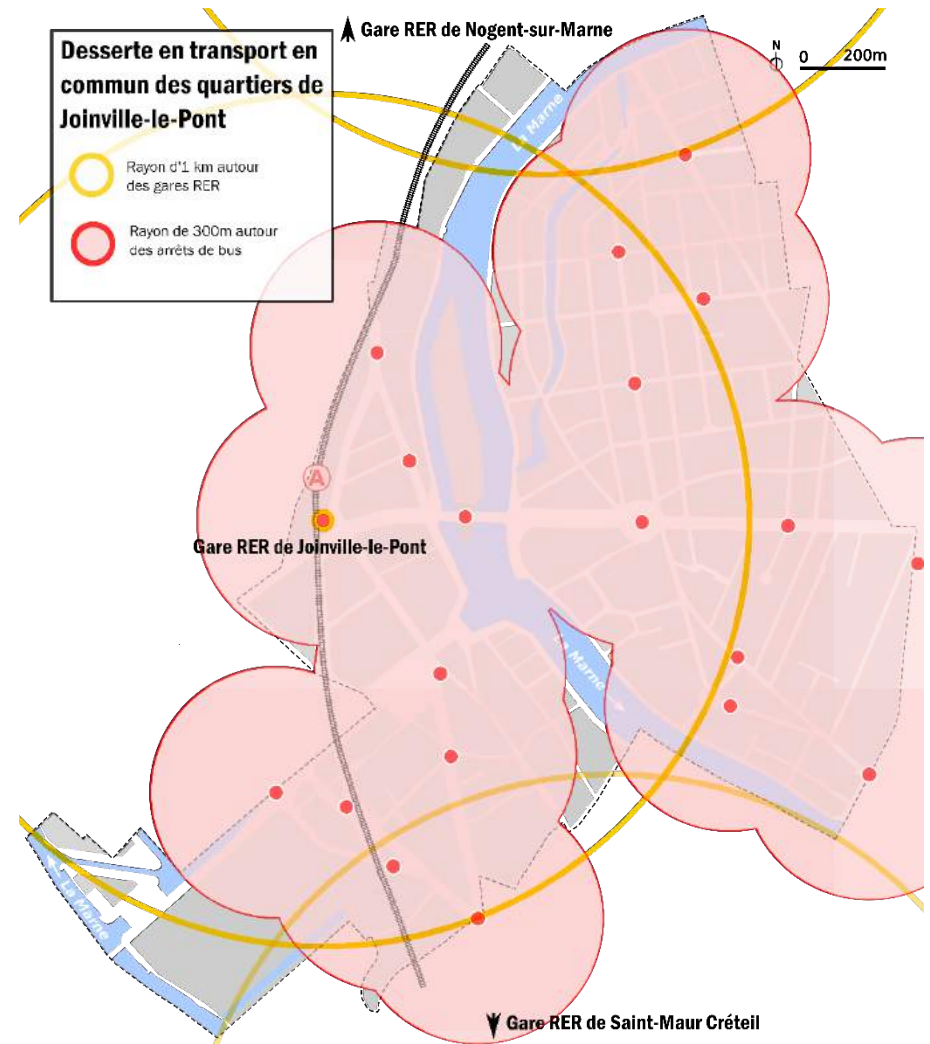 Gare RER de Nogent-sur-Marne
Desserte en transport en
commun des quartiers de
Joinville-le-Pont
Rayon d'1 km autour
des gares RER
Rayon de 300m autour
des arrêts de bus
N
0 200m
La Marne
A
Gare RER de Joinville-le-Pont
La Marne
La Marne
Gare RER de Saint-Maur Créteil